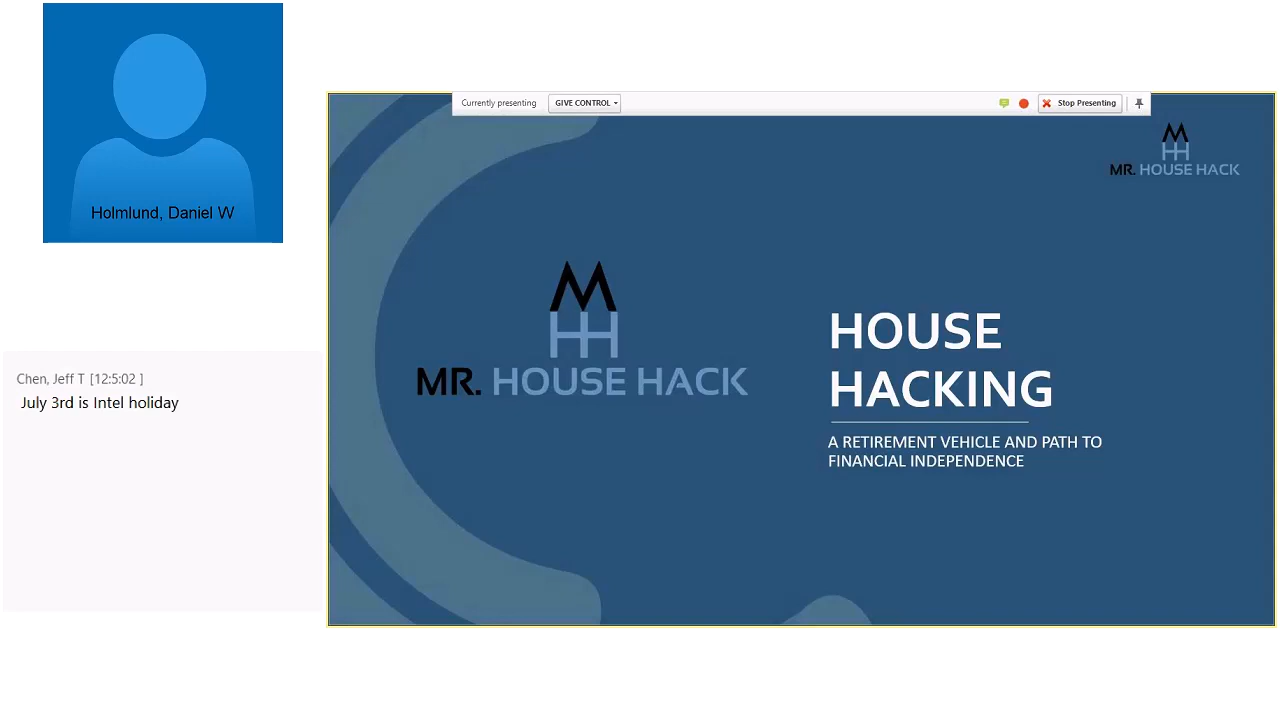 Holmlund, Daniel W
Chen, Jeff T [12:5:02 ]
July 3rd is Intel holiday
Currently presenting GIVE CONTROL Stop Presenting
MR. HOUSE HACK
MR. HOUSE HACK
HOUSE
HACKING
A RETIREMENT VEHICLE AND PATH TO
FINANCIAL INDEPENDENCE